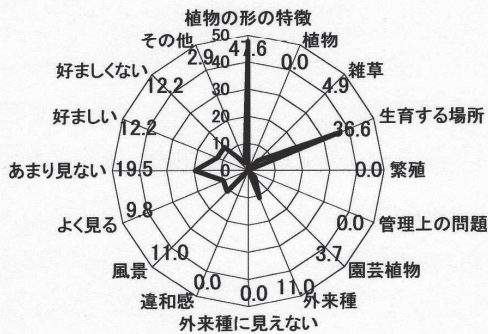 植物の形の特徴
47.6
植物
0.0
雑草
4.9
生育する場所
36.6
繁殖
0.0
管理上の問題
0.0
園芸植物
3.7
外来種
11.0
外来種に見えない
0.0
違和感
0.0
風景
11.0
よく見る
9.8
あまり見ない
19.5
好ましい
12.2
好ましくない
12.2
その他
2.9
50
40
30
20
10
0